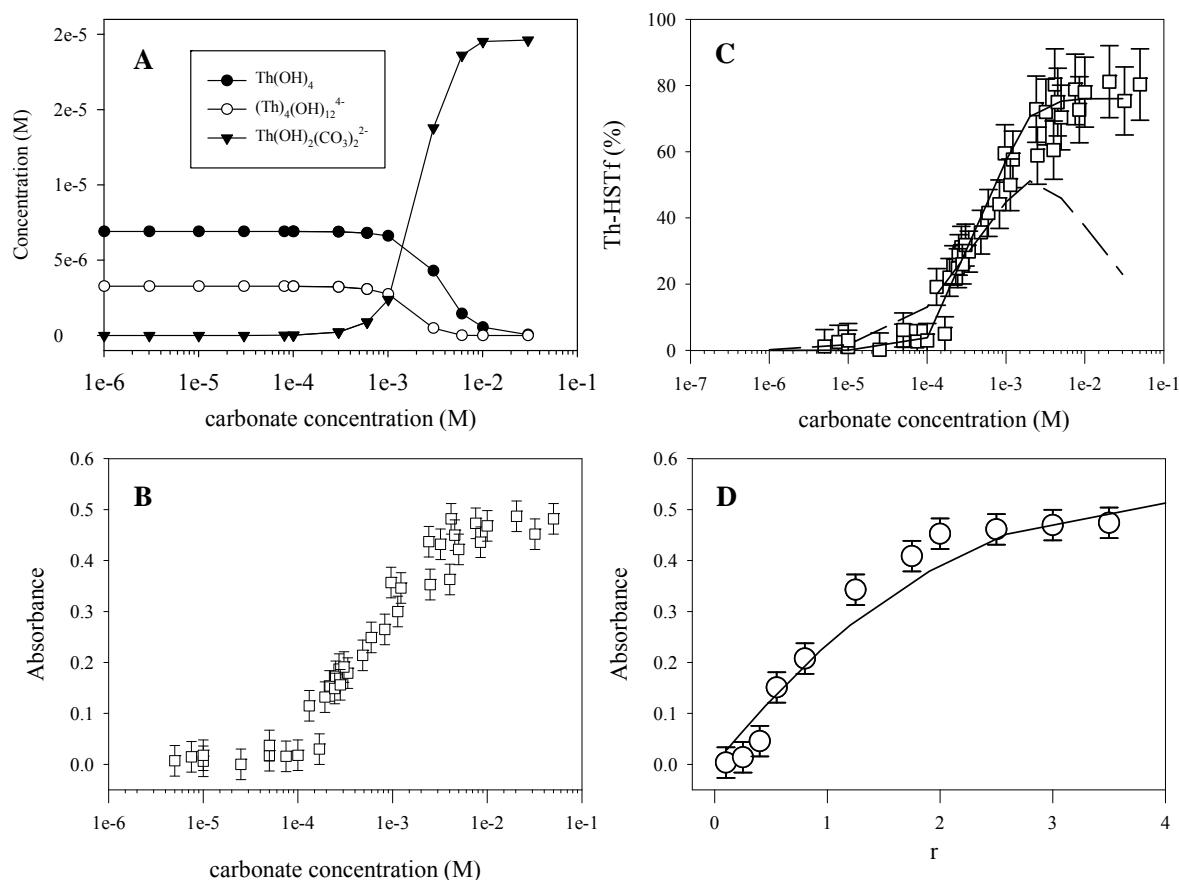 A
Th(OH)4
(Th)4(OH)12 4-
Th(OH)2(CO3)2 2-
Concentration (M)
2e-5
2e-5
1e-5
5e-6
0
1e-6 1e-5 1e-4 1e-3 1e-2 1e-1
carbonate concentration (M)
C
Th-HSTf (%)
100
80
60
40
20
0
1e-7 1e-6 1e-5 1e-4 1e-3 1e-2 1e-1
carbonate concentration (M)
B
Absorbance
0.6
0.5
0.4
0.3
0.2
0.1
0.0
1e-6 1e-5 1e-4 1e-3 1e-2 1e-1
carbonate concentration (M)
D
Absorbance
0.6
0.5
0.4
0.3
0.2
0.1
0.0
0 1 2 3 4
r